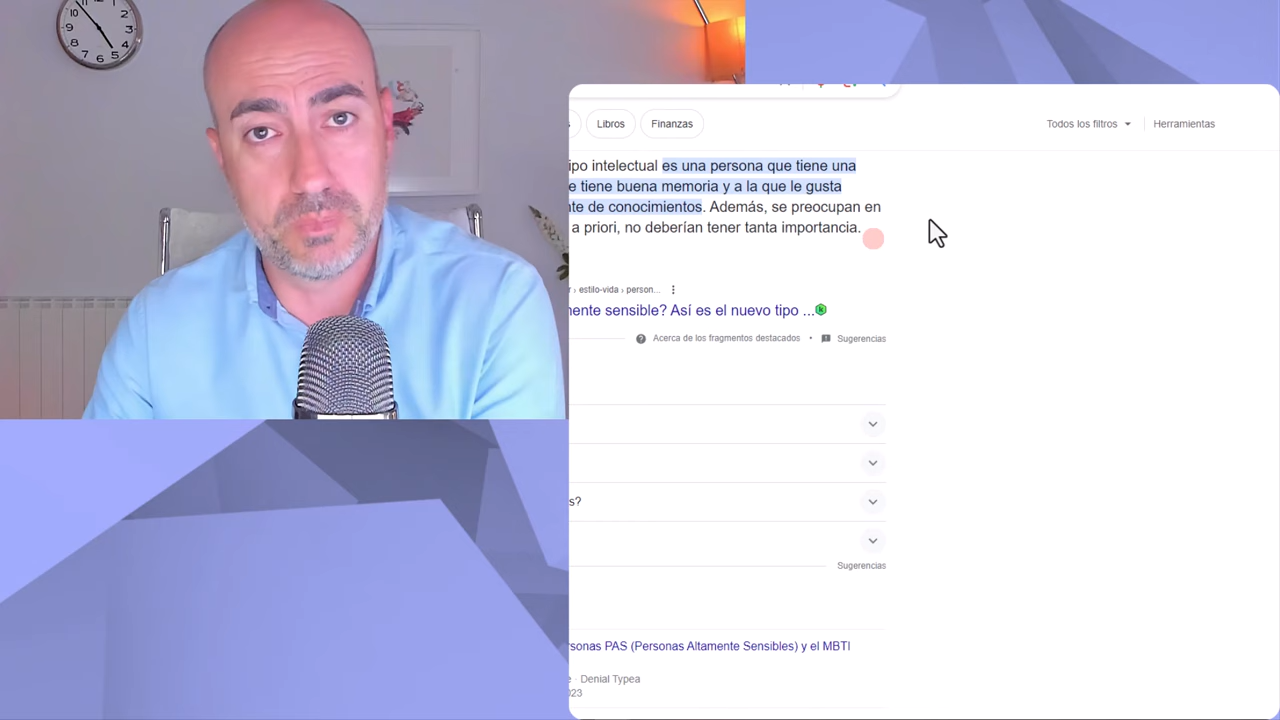 Libros
Finanzas
Todos los filtros
Herramientas
ipo intelectual es una persona que tiene una
e tiene buena memoria y a la que le gusta
te de conocimientos. Además, se preocupan en
a priori, no deberían tener tanta importancia.
r › estilo-vida › person...
mente sensible? Así es el nuevo tipo ...
Acerca de los fragmentos destacados • Sugerencias
s?
Sugerencias
rsonas PAS (Personas Altamente Sensibles) y el MBTI
e · Denial Typea
023